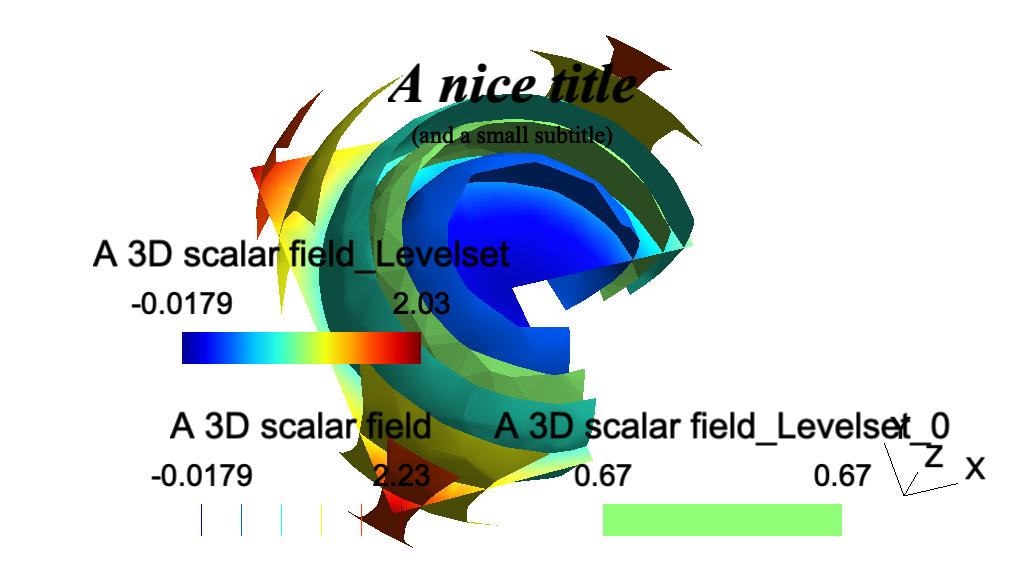 A nice title
(and a small subtitle)
A 3D scalar field_Levelset
-0.0179 2.03
A 3D scalar field
-0.0179 2.23
A 3D scalar field_Levelset_0
0.67 0.67
Y
Z
X